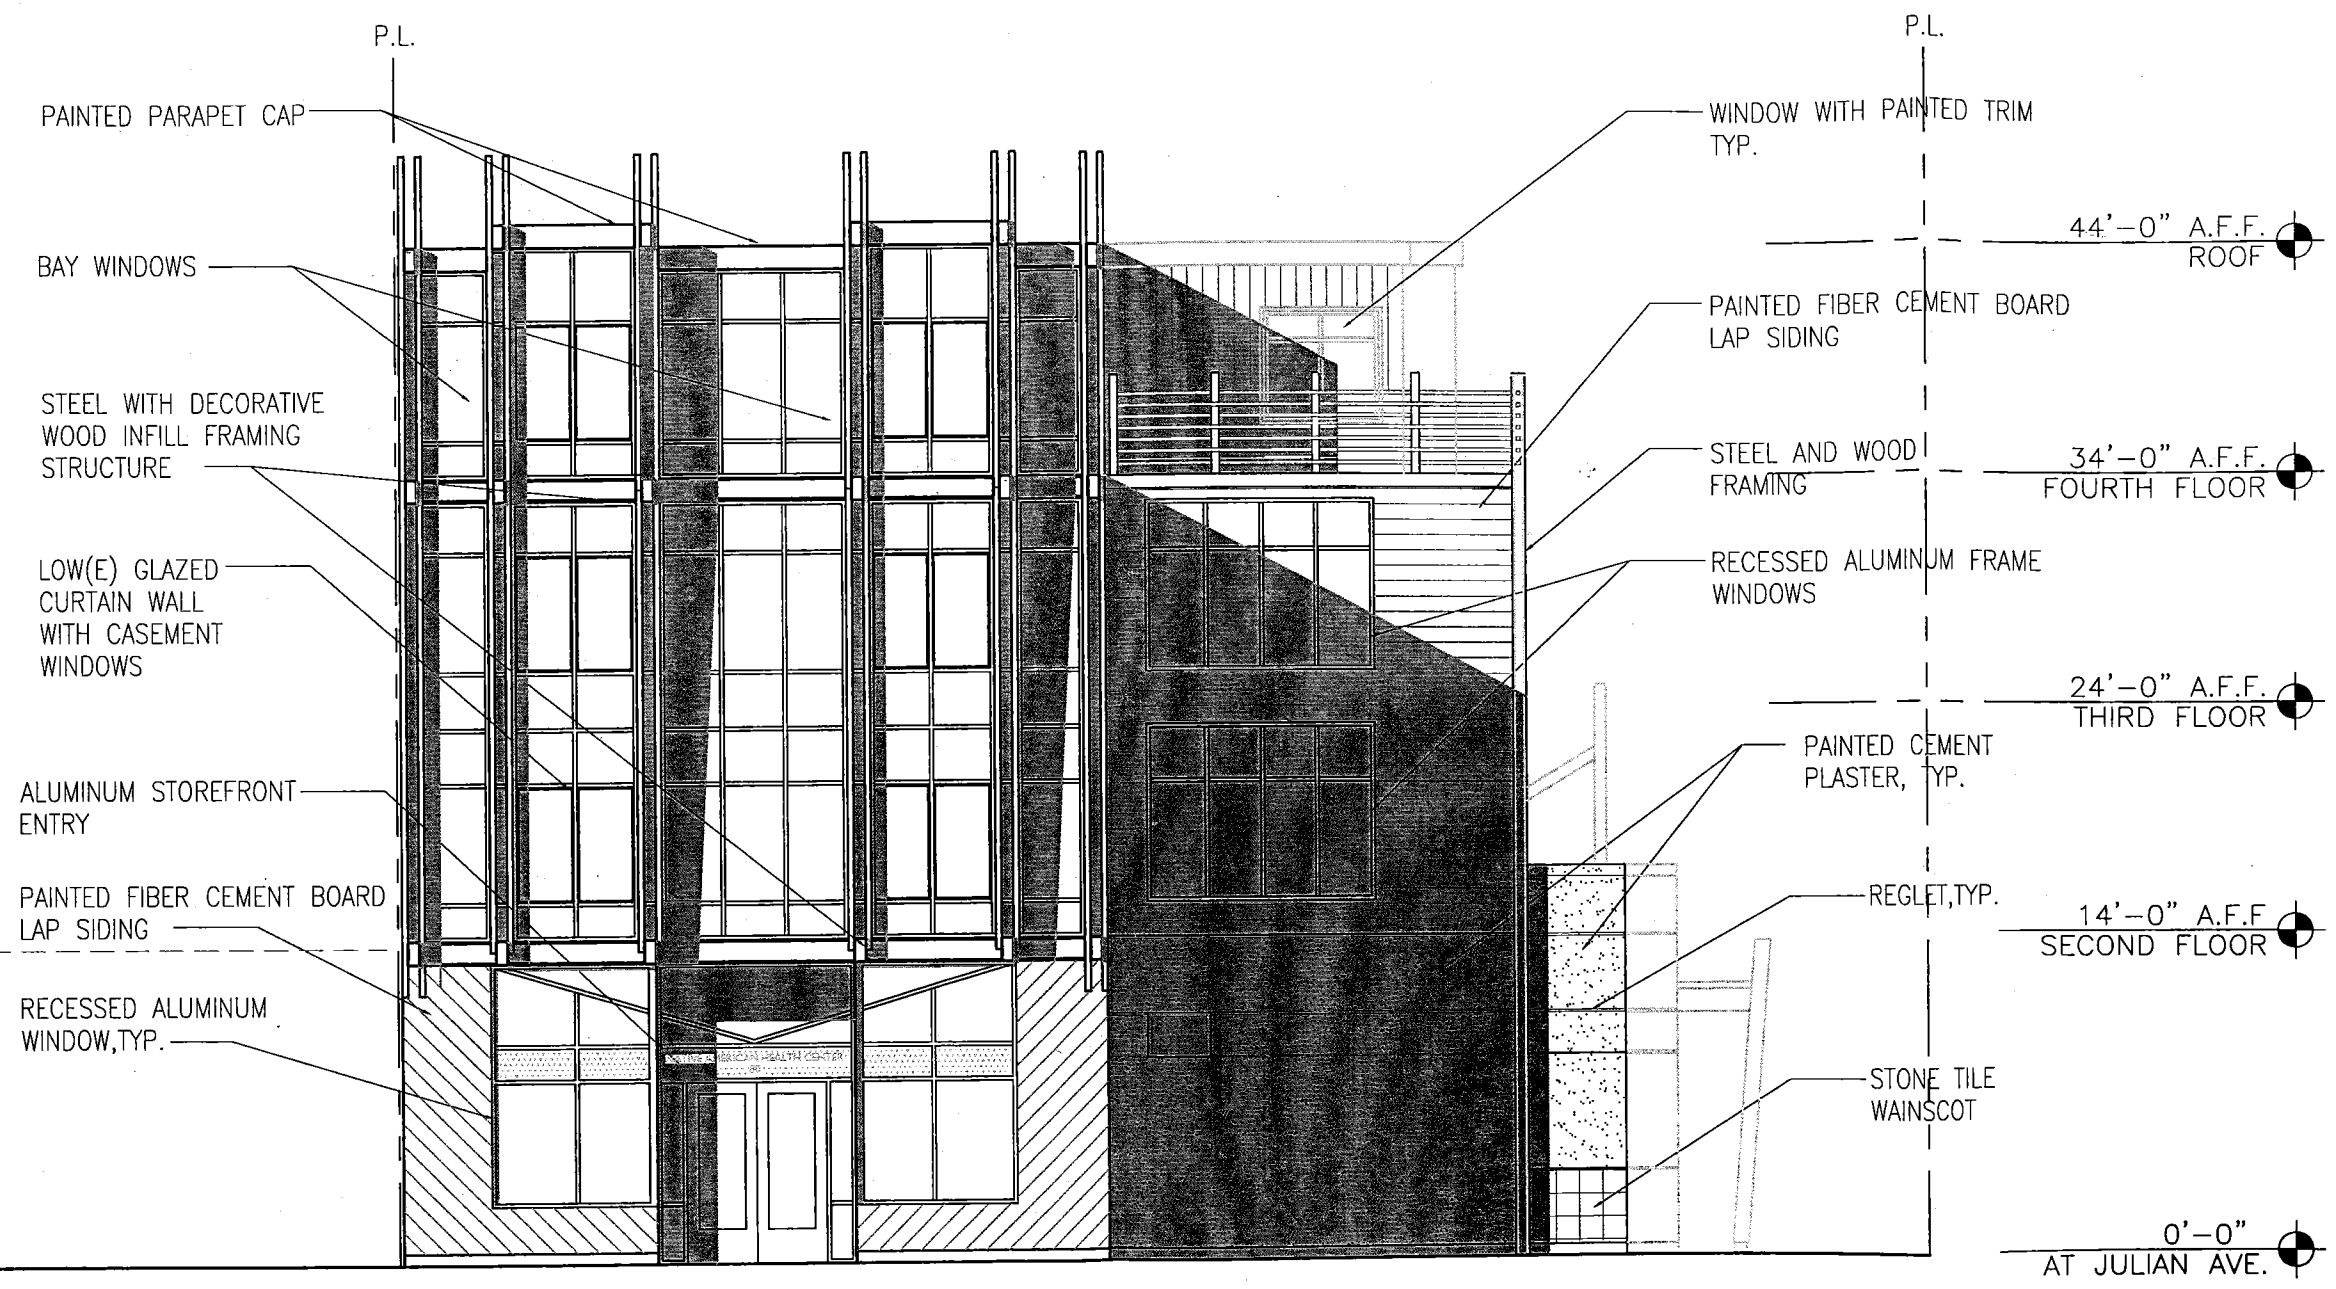 P.L.
P.L.
PAINTED PARAPET CAP
BAY WINDOWS
STEEL WITH DECORATIVE
WOOD INFILL FRAMING
STRUCTURE
LOW(E) GLAZED
CURTAIN WALL
WITH CASEMENT
WINDOWS
ALUMINUM STOREFRONT
ENTRY
PAINTED FIBER CEMENT BOARD
LAP SIDING
RECESSED ALUMINUM
WINDOW,TYP.
NATIVE AMERICAN HEALTH CENTER
WINDOW WITH PAINTED TRIM
TYP.
PAINTED FIBER CEMENT BOARD
LAP SIDING
STEEL AND WOOD
FRAMING
RECESSED ALUMINUM FRAME
WINDOWS
PAINTED CEMENT
PLASTER, TYP.
REGLET,TYP.
STONE TILE
WAINSCOT
44'-0" A.F.F.
ROOF
34'-0" A.F.F.
FOURTH FLOOR
24'-0" A.F.F.
THIRD FLOOR
14'-0" A.F.F
SECOND FLOOR
0'-0"
AT JULIAN AVE.